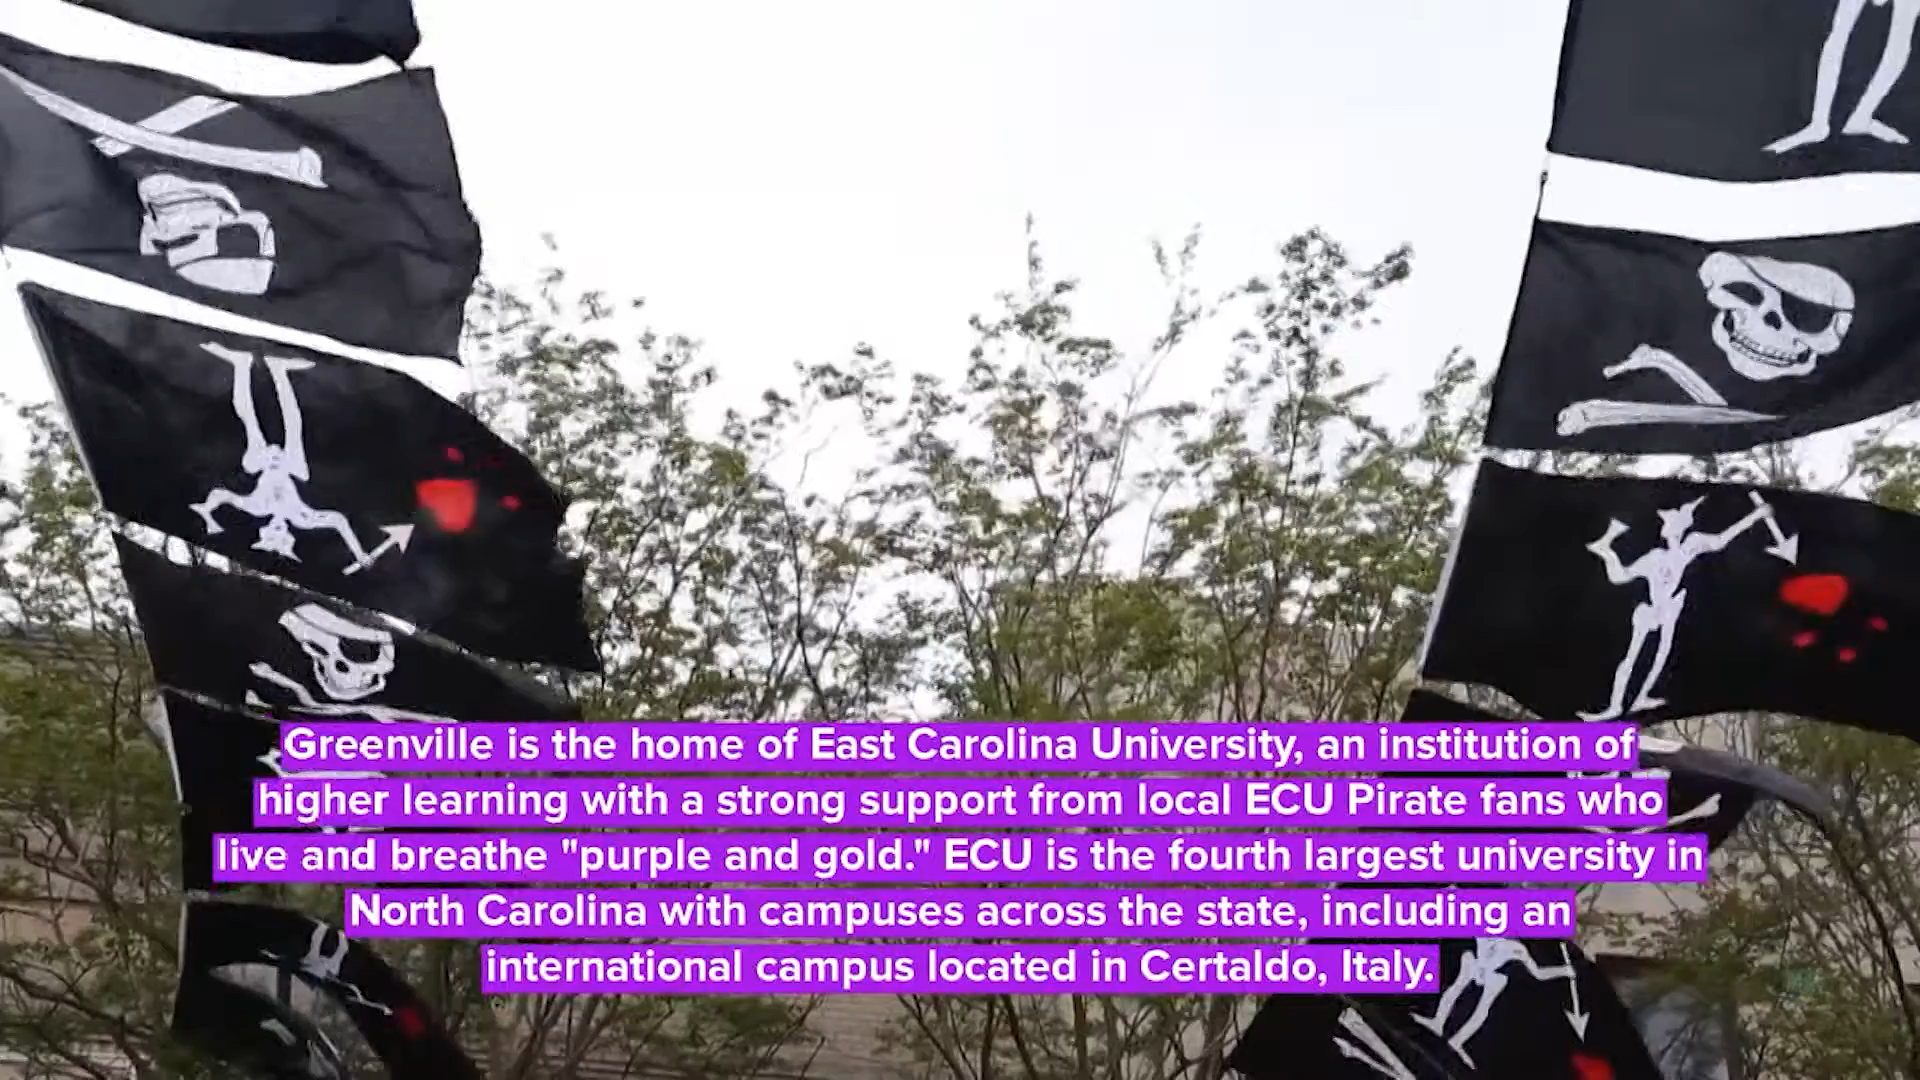 Greenville is the home of East Carolina University, an institution of
higher learning with a strong support from local ECU Pirate fans who
live and breathe "purple and gold." ECU is the fourth largest university in
North Carolina with campuses across the state, including an
international campus located in Certaldo, Italy.